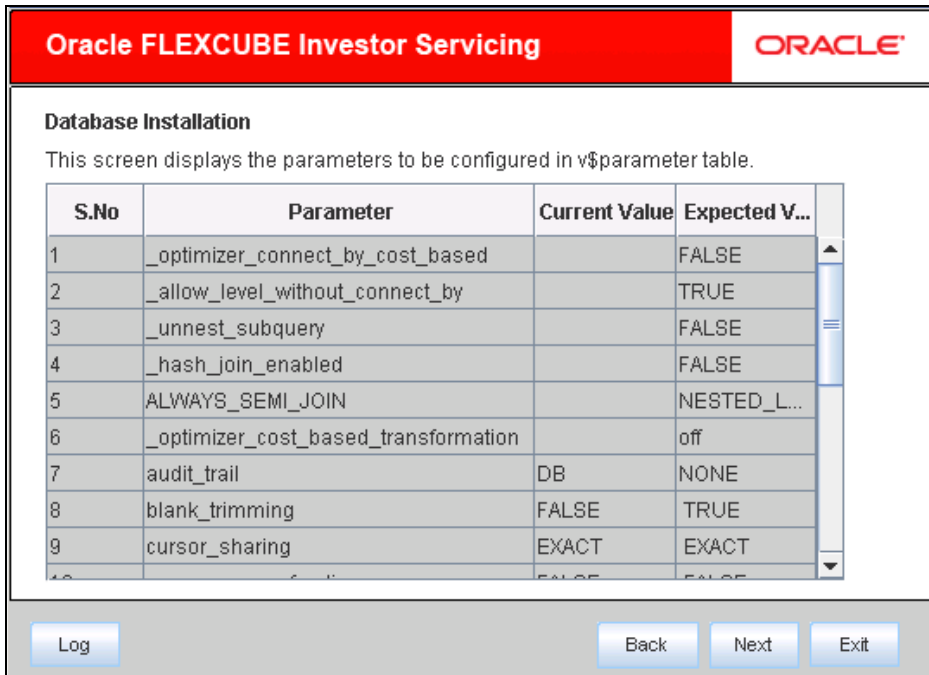 Oracle FLEXCUBE Investor Servicing
ORACLE
Database Installation
This screen displays the parameters to be configured in v$parameter table.
S.No Parameter Current Value Expected V...
1 _optimizer_connect_by_cost_based FALSE
2 _allow_level_without_connect_by TRUE
3 _unnest_subquery FALSE
4 _hash_join_enabled FALSE
5 ALWAYS_SEMI_JOIN NESTED_L...
6 _optimizer_cost_based_transformation off
7 audit_trail DB NONE
8 blank_trimming FALSE TRUE
9 cursor_sharing EXACT EXACT
10 FALSE FALSE
Log Back Next Exit